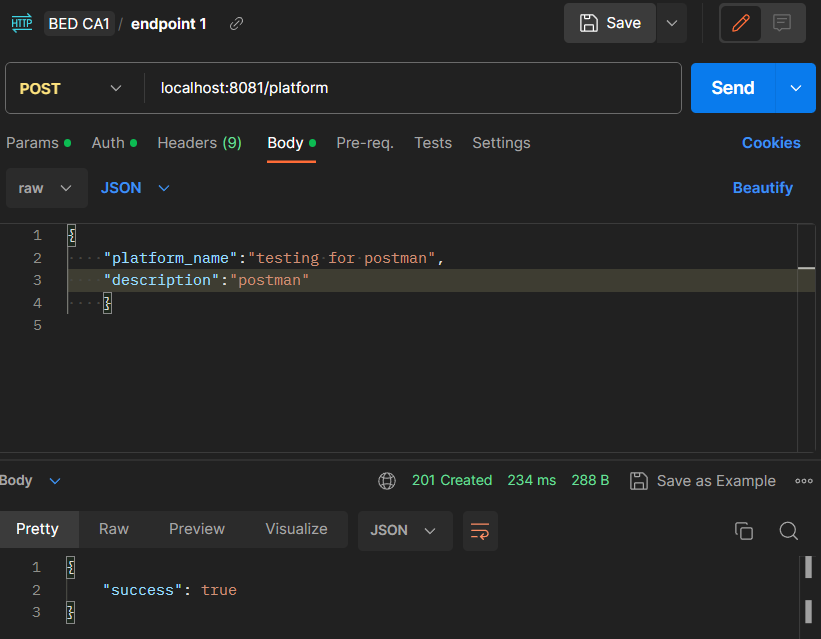 HTTP BED CA1 / endpoint 1 Save
POST localhost:8081/platform Send
Params Auth Headers (9) Body Pre-req. Tests Settings Cookies
raw JSON Beautify
1 {
2 "platform_name":"testing for postman",
3 "description":"postman"
4 }
5
Body 201 Created 234 ms 288 B Save as Example
Pretty Raw Preview Visualize JSON
1 {
2 "success": true
3 }